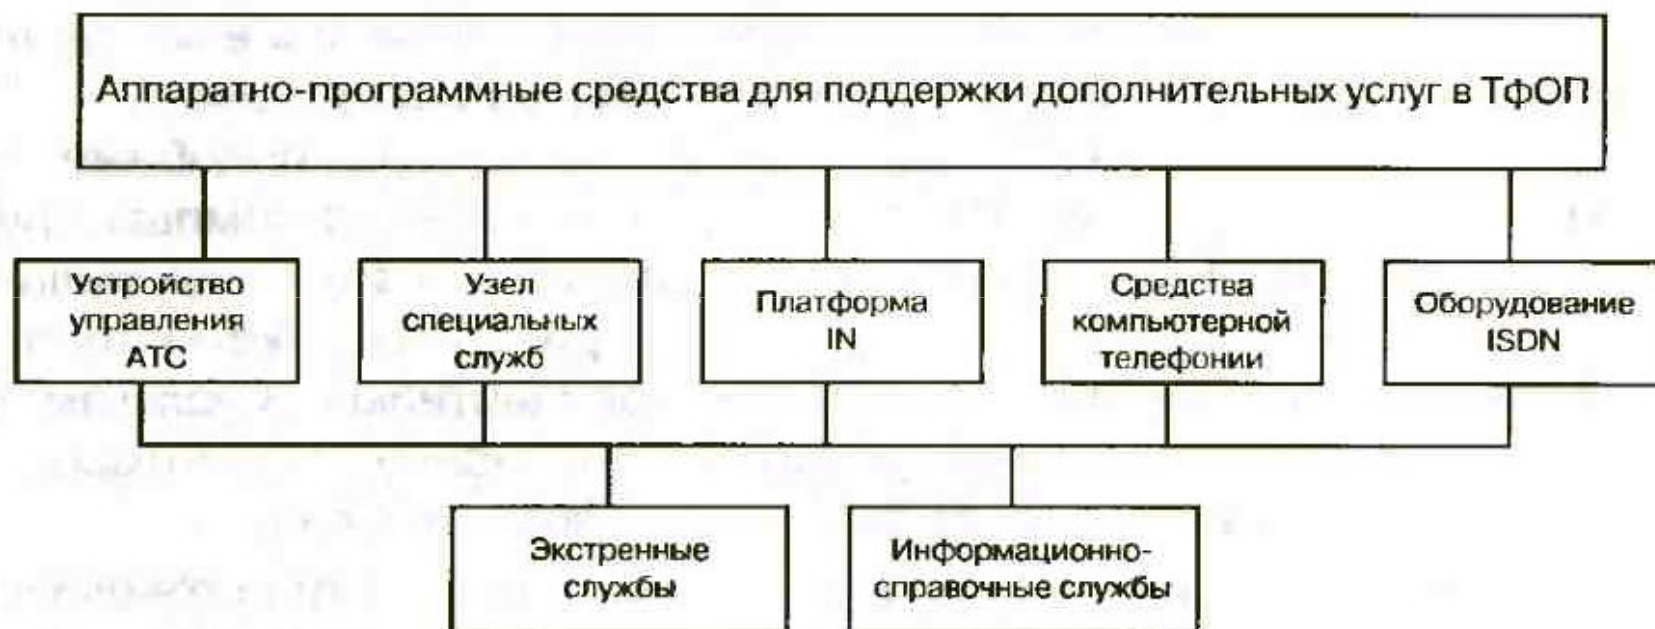 Аппаратно-программные средства для поддержки дополнительных услуг в ТфОП
Устройство
управления
АТС
Узел
специальных
служб
Платформа
IN
Средства
компьютерной
телефонии
Оборудование
ISDN
Экстренные
службы
Информационно-
справочные службы